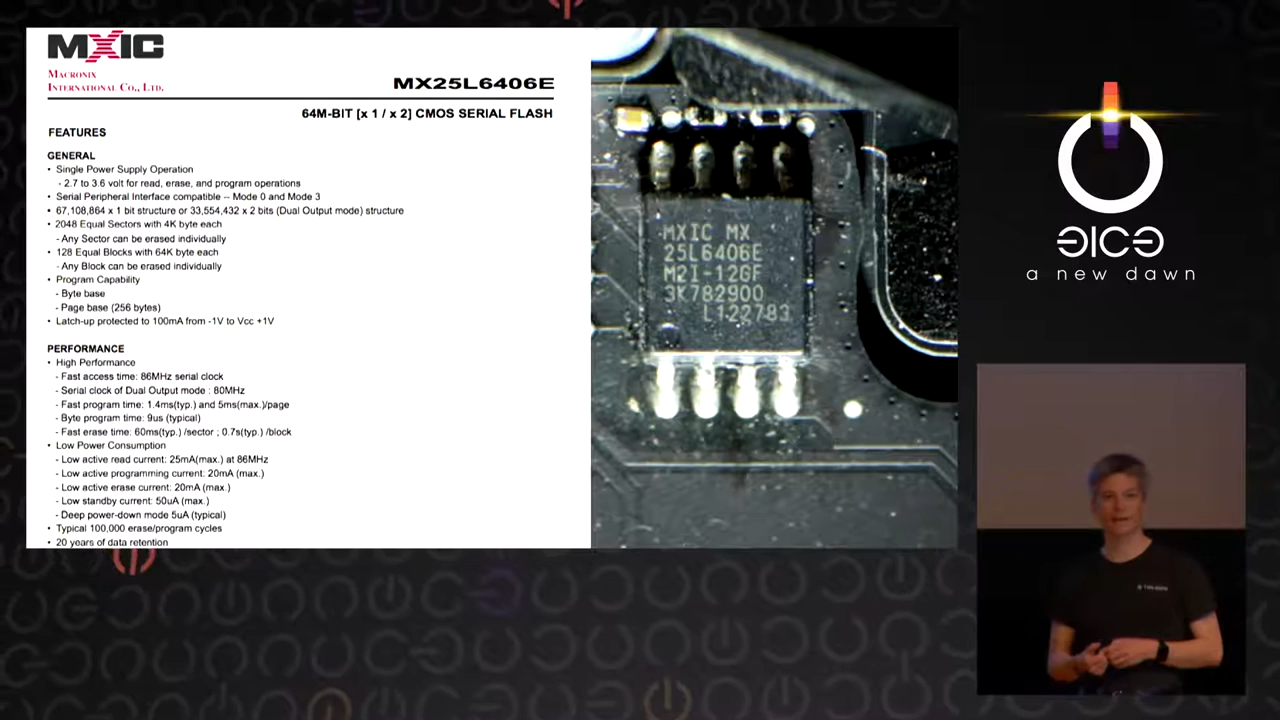 MXIC
MACRONIX
INTERNATIONAL CO., LTD.
MX25L6406E
64M-BIT [x 1 / x 2] CMOS SERIAL FLASH
FEATURES
GENERAL
• Single Power Supply Operation
- 2.7 to 3.6 volt for read, erase, and program operations
• Serial Peripheral Interface compatible -- Mode 0 and Mode 3
• 67,108,864 x 1 bit structure or 33,554,432 x 2 bits (Dual Output mode) structure
• 2048 Equal Sectors with 4K byte each
- Any Sector can be erased individually
• 128 Equal Blocks with 64K byte each
- Any Block can be erased individually
• Program Capability
- Byte base
- Page base (256 bytes)
• Latch-up protected to 100mA from -1V to Vcc +1V
PERFORMANCE
• High Performance
- Fast access time: 86MHz serial clock
- Serial clock of Dual Output mode : 80MHz
- Fast program time: 1.4ms(typ.) and 5ms(max.)/page
- Byte program time: 9us (typical)
- Fast erase time: 60ms(typ.) /sector ; 0.7s(typ.) /block
• Low Power Consumption
- Low active read current: 25mA(max.) at 86MHz
- Low active programming current: 20mA (max.)
- Low active erase current: 20mA (max.)
- Low standby current: 50uA (max.)
- Deep power-down mode 5uA (typical)
• Typical 100,000 erase/program cycles
• 20 years of data retention
MXIC MX
25L6406E
M2I-12GF
3K782900
L122783
a new dawn